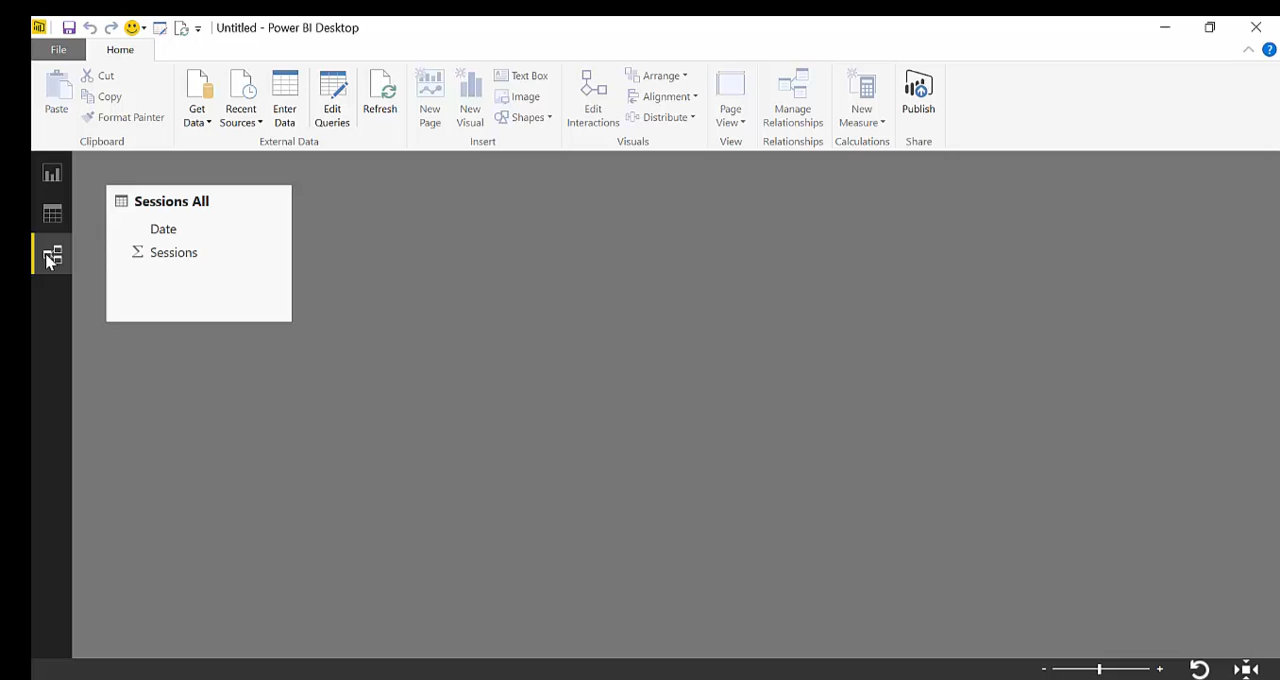 Untitled - Power BI Desktop
File
Home
?
Paste
Cut
Copy
Format Painter
Clipboard
Get Data
Recent Sources
Enter Data
Edit Queries
Refresh
External Data
New Page
New Visual
Text Box
Image
Shapes
Insert
Edit Interactions
Arrange
Alignment
Distribute
Visuals
Page View
View
Manage Relationships
Relationships
New Measure
Calculations
Publish
Share
Sessions All
Date
Σ Sessions
- +